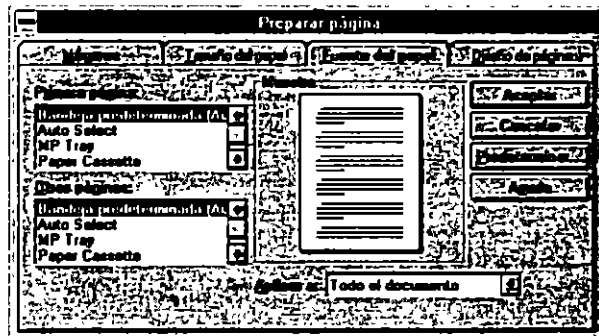 Preparar página
Márgenes Tamaño del papel Fuente del papel Diseño de página
Primera página:
Bandeja predeterminada (Au
Auto Select
MP Tray
Paper Cassette
Otras páginas:
Bandeja predeterminada (Au
Auto Select
MP Tray
Paper Cassette
Muestra
Aceptar
Cancelar
Predeterminar
Ayuda
Aplicar a: Todo el documento